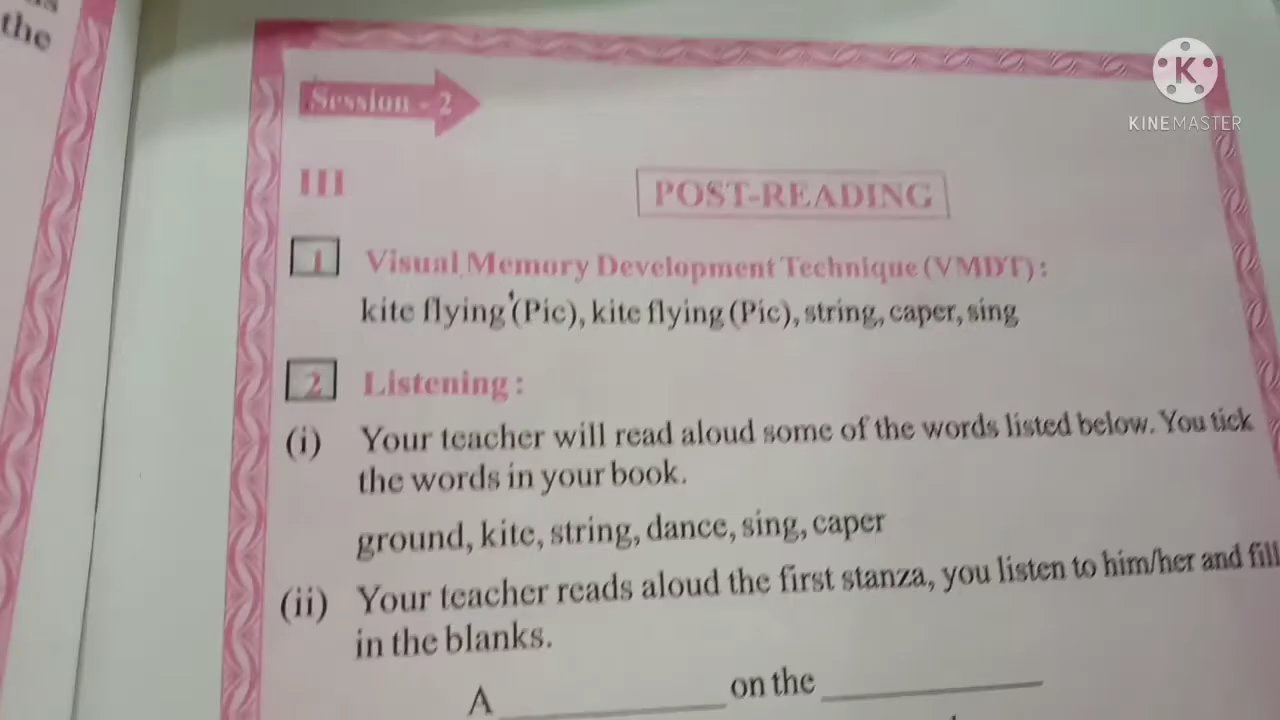 the
Session - 2
III
POST-READING
1 Visual Memory Development Technique (VMDT) :
kite flying (Pic), kite flying (Pic), string, caper, sing
2 Listening :
(i) Your teacher will read aloud some of the words listed below. You tick
the words in your book.
ground, kite, string, dance, sing, caper
(ii) Your teacher reads aloud the first stanza, you listen to him/her and fill
in the blanks.
A __________ on the __________
K
KINEMASTER